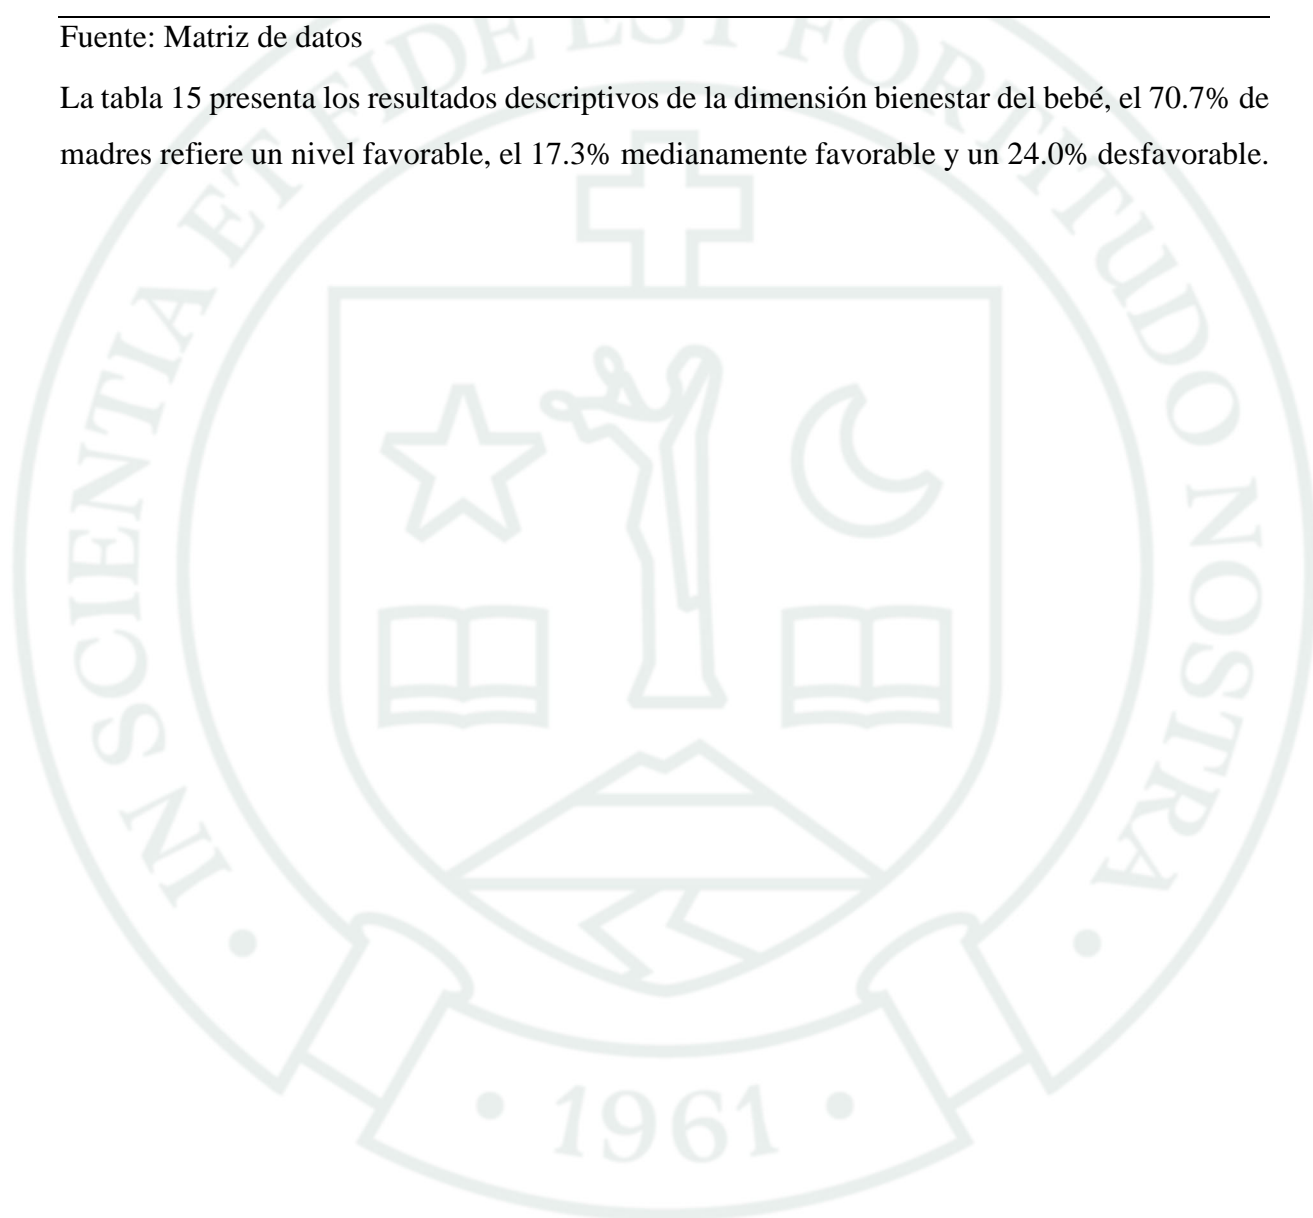 Fuente: Matriz de datos
La tabla 15 presenta los resultados descriptivos de la dimensión bienestar del bebé, el 70.7% de
madres refiere un nivel favorable, el 17.3% medianamente favorable y un 24.0% desfavorable.
IN SCIENTIA ET FIDE EST FORTITUDO NOSTRA
1961